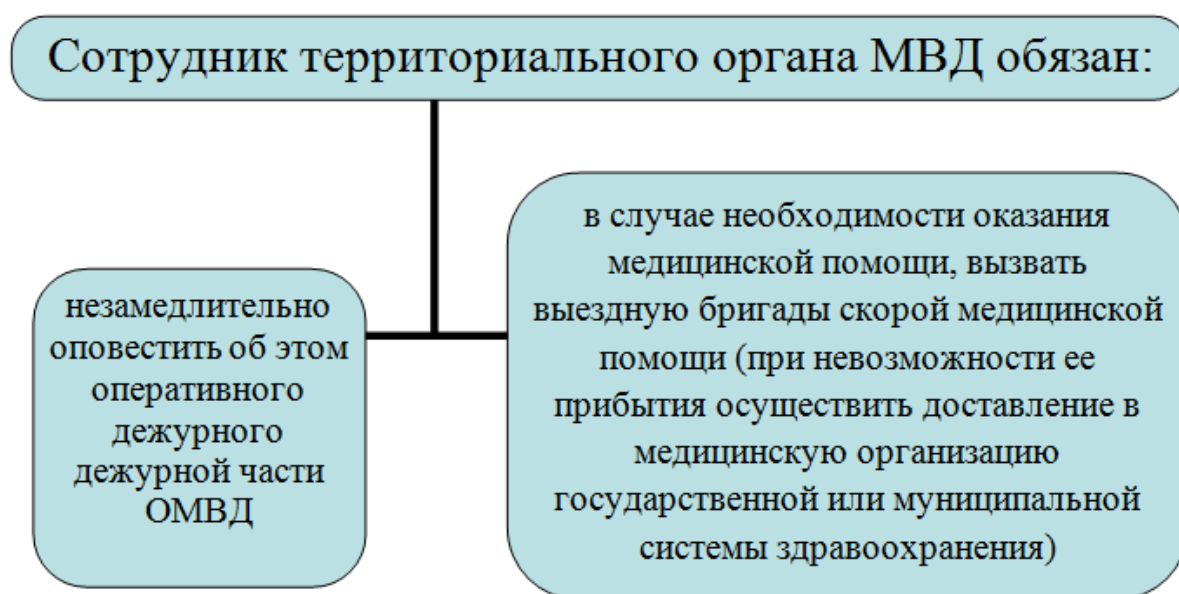 Сотрудник территориального органа МВД обязан:
незамедлительно
оповестить об этом
оперативного
дежурного
дежурной части
ОМВД
в случае необходимости оказания
медицинской помощи, вызвать
выездную бригады скорой медицинской
помощи (при невозможности ее
прибытия осуществить доставление в
медицинскую организацию
государственной или муниципальной
системы здравоохранения)